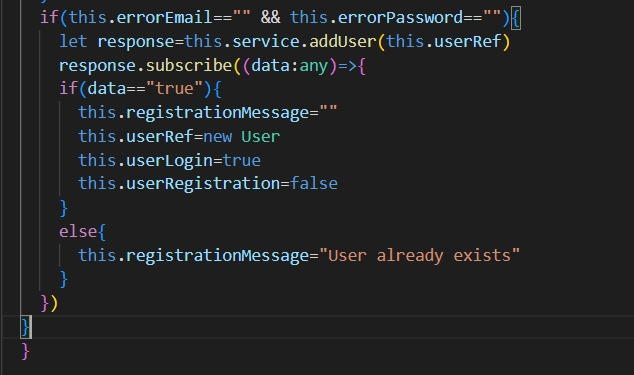 if(this.errorEmail=="" && this.errorPassword==""){
let response=this.service.addUser(this.userRef)
response.subscribe((data:any)=>{
if(data=="true"){
this.registrationMessage=""
this.userRef=new User
this.userLogin=true
this.userRegistration=false
}
else{
this.registrationMessage="User already exists"
}
})
}
}